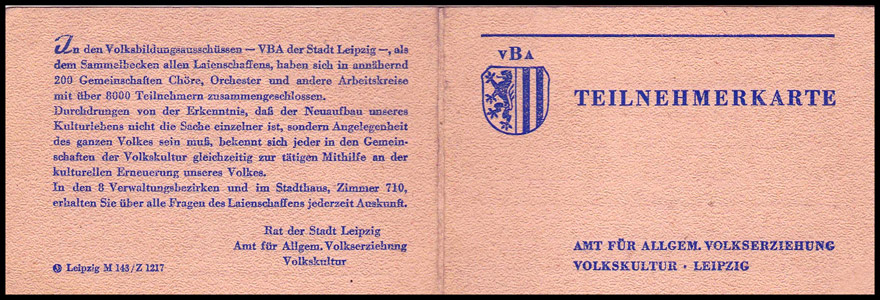 In den Volksbildungsausschüssen — VBA der Stadt Leipzig —, als
dem Sammelbecken allen Laienschaffens, haben sich in annähernd
200 Gemeinschaften Chöre, Orchester und andere Arbeitskreise
mit über 8000 Teilnehmern zusammengeschlossen.
Durchdrungen von der Erkenntnis, daß der Neuaufbau unseres
Kulturlebens nicht die Sache einzelner ist, sondern Angelegenheit
des ganzen Volkes sein muß, bekennt sich jeder in den Gemein-
schaften der Volkskultur gleichzeitig zur tätigen Mithilfe an der
kulturellen Erneuerung unseres Volkes.
In den 8 Verwaltungsbezirken und im Stadthaus, Zimmer 710,
erhalten Sie über alle Fragen des Laienschaffens jederzeit Auskunft.
Rat der Stadt Leipzig
Amt für Allgem. Volkserziehung
Volkskultur
Leipzig M 143/Z 1217
VBA
TEILNEHMERKARTE
AMT FÜR ALLGEM. VOLKSERZIEHUNG
VOLKSKULTUR · LEIPZIG